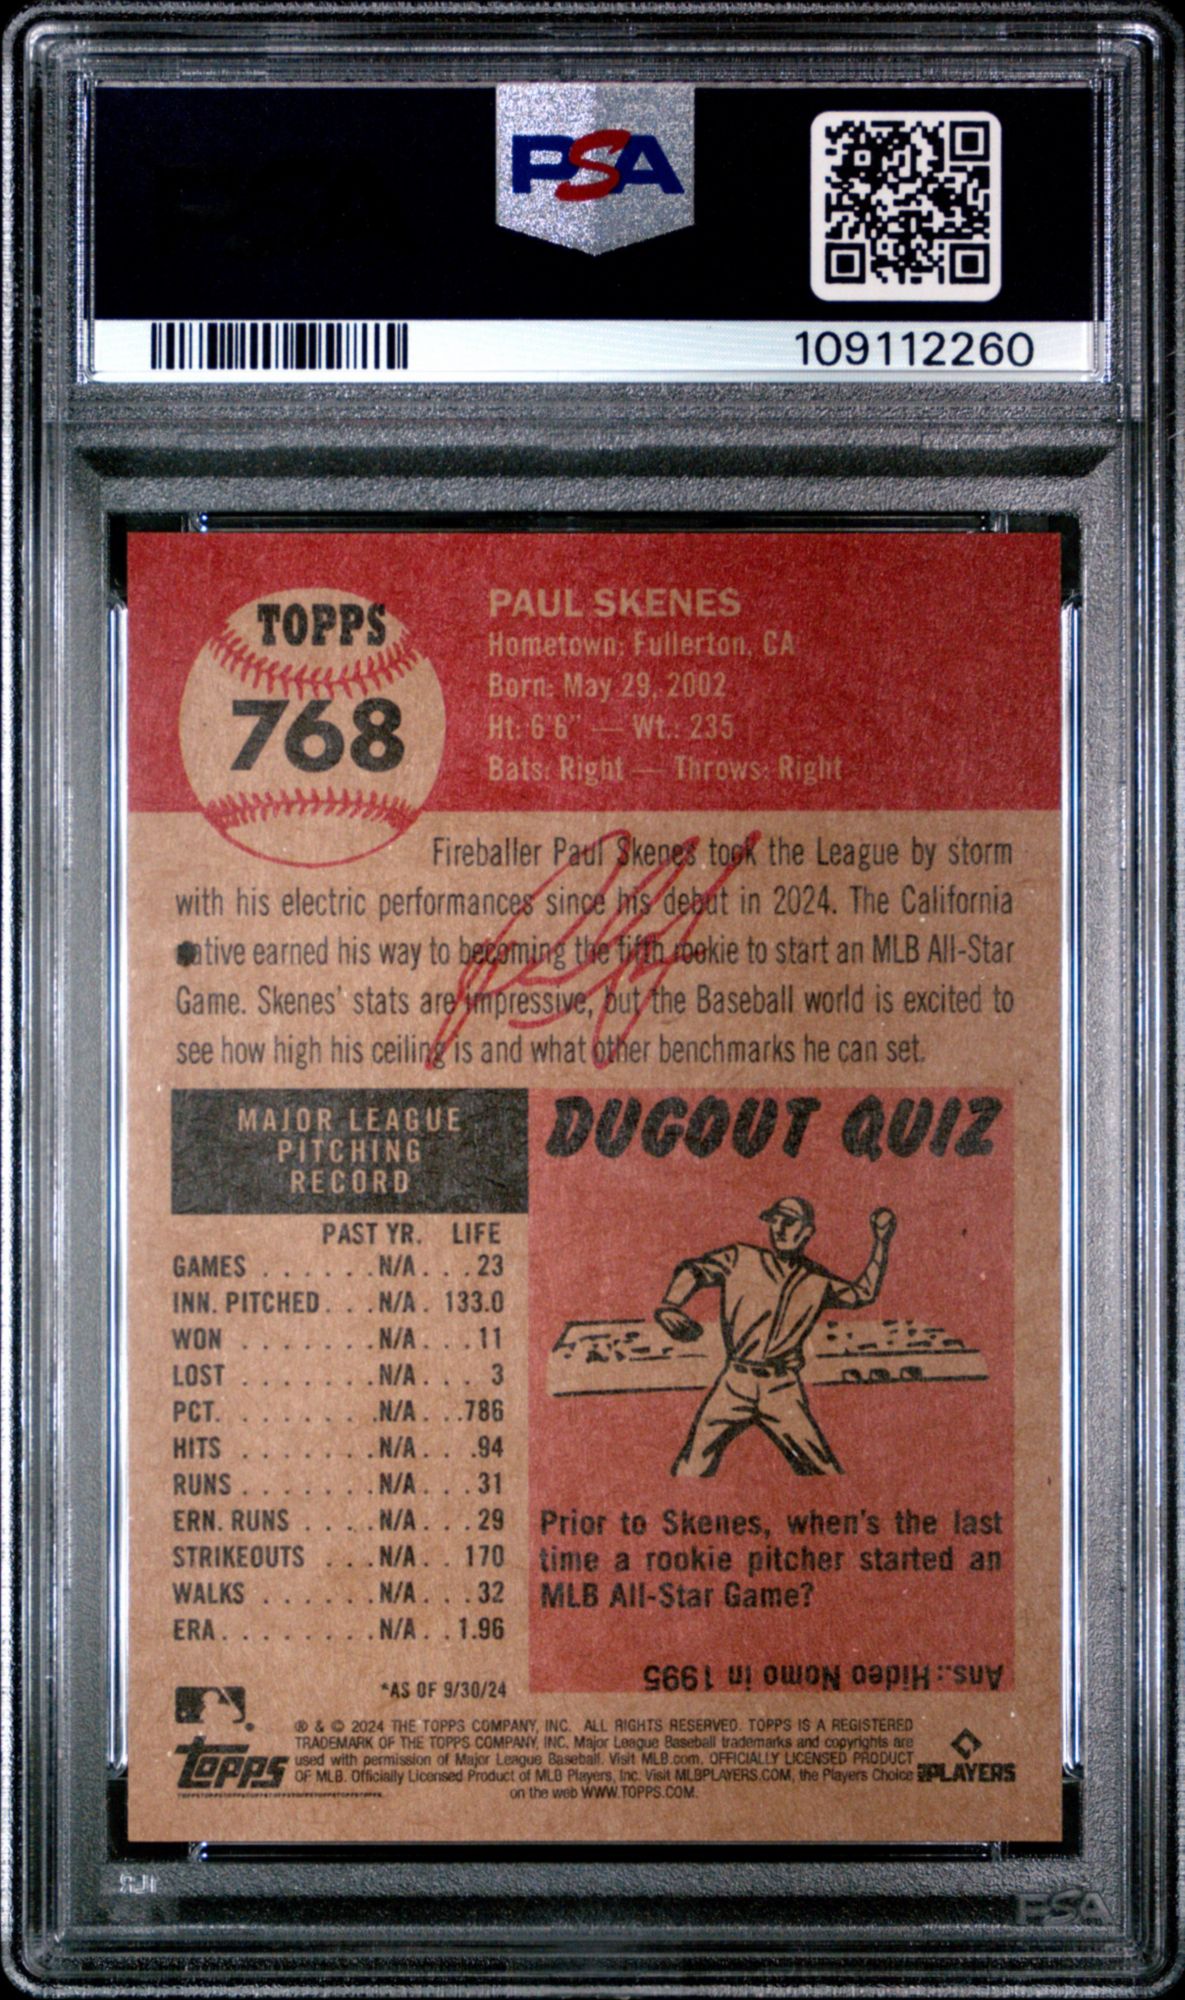 PSA
109112260
TOPPS
768
PAUL SKENES
Hometown: Fullerton, CA
Born: May 29, 2002
Ht: 6'6" — Wt.: 235
Bats: Right — Throws: Right
Fireballer Paul Skenes took the League by storm
with his electric performances since his debut in 2024. The California
ative earned his way to becoming the fifth rookie to start an MLB All-Star
Game. Skenes' stats are impressive, but the Baseball world is excited to
see how high his ceiling is and what other benchmarks he can set.
MAJOR LEAGUE
PITCHING
RECORD
PAST YR. LIFE
GAMES . . . . . . N/A . . . 23
INN. PITCHED . . . N/A . 133.0
WON . . . . . . . N/A . . . 11
LOST . . . . . . . N/A . . . 3
PCT. . . . . . . . N/A . . .786
HITS . . . . . . . N/A . . .94
RUNS . . . . . . . N/A . . . 31
ERN. RUNS . . . . N/A . . . 29
STRIKEOUTS . . . N/A . . 170
WALKS . . . . . . N/A . . . 32
ERA . . . . . . . . N/A . . 1.96
*AS OF 9/30/24
DUGOUT QUIZ
Prior to Skenes, when's the last
time a rookie pitcher started an
MLB All-Star Game?
Ans.: Hideo Nomo in 1995
® & © 2024 THE TOPPS COMPANY, INC. ALL RIGHTS RESERVED. TOPPS IS A REGISTERED
TRADEMARK OF THE TOPPS COMPANY, INC. Major League Baseball trademarks and copyrights are
used with permission of Major League Baseball. Visit MLB.com. OFFICIALLY LICENSED PRODUCT
OF MLB. Officially Licensed Product of MLB Players, Inc. Visit MLBPLAYERS.COM, the Players Choice
on the web WWW.TOPPS.COM.
TOPPS
PLAYERS
PSA